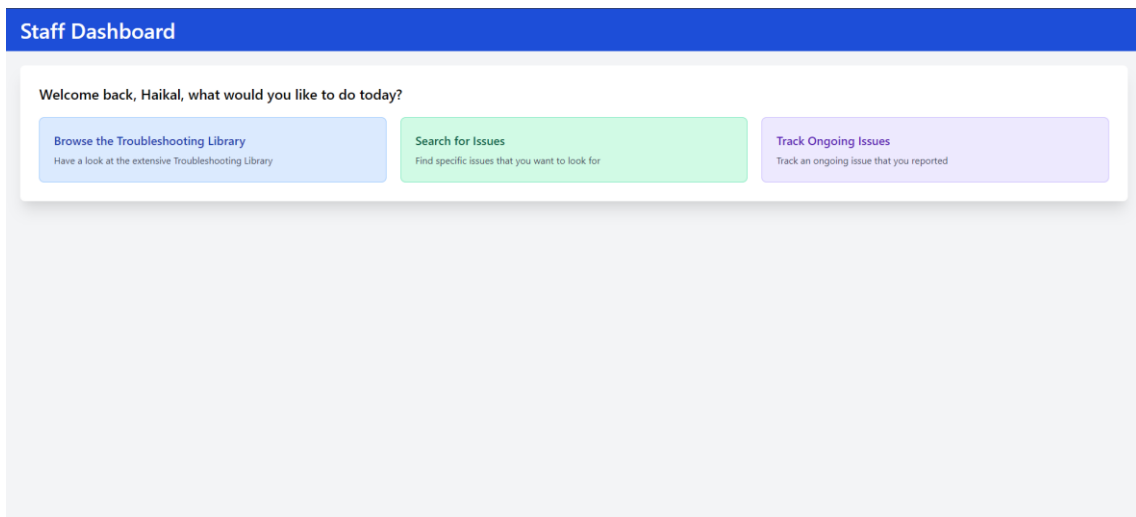 Staff Dashboard
Welcome back, Haikal, what would you like to do today?
Browse the Troubleshooting Library
Have a look at the extensive Troubleshooting Library
Search for Issues
Find specific issues that you want to look for
Track Ongoing Issues
Track an ongoing issue that you reported